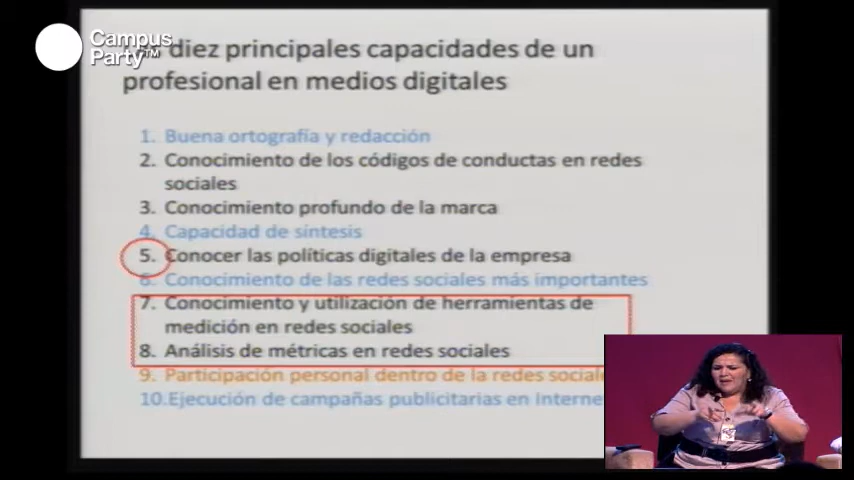 Campus
Party™
diez principales capacidades de un
profesional en medios digitales
1. Buena ortografía y redacción
2. Conocimiento de los códigos de conductas en redes
sociales
3. Conocimiento profundo de la marca
4. Capacidad de síntesis
5. Conocer las políticas digitales de la empresa
6. Conocimiento de las redes sociales más importantes
7. Conocimiento y utilización de herramientas de
medición en redes sociales
8. Análisis de métricas en redes sociales
9. Participación personal dentro de la redes sociale
10.Ejecución de campañas publicitarias en Interne